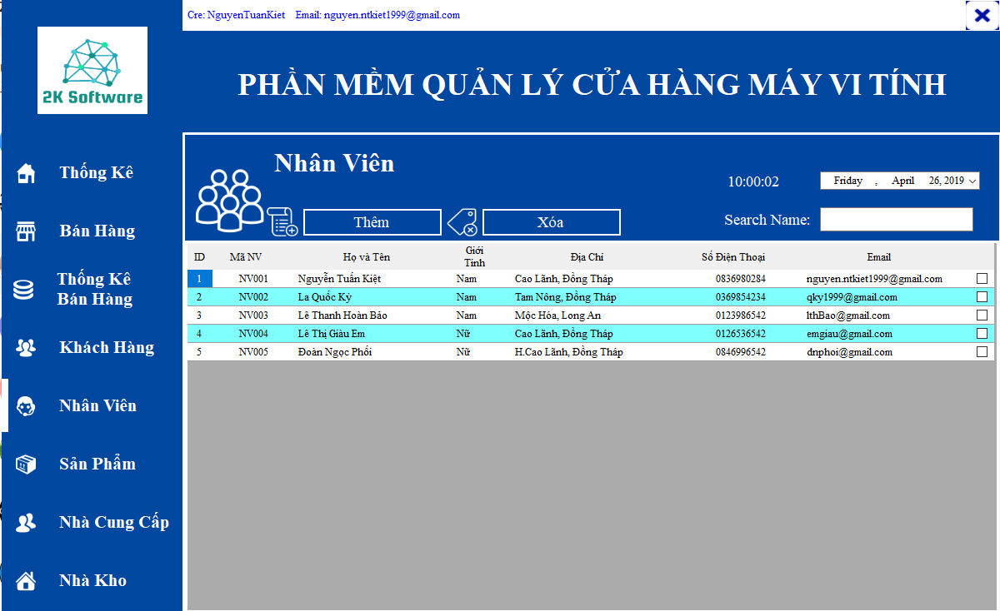 Cre: NguyenTuanKiet Email: nguyen.ntkiet1999@gmail.com
2K Software
PHẦN MỀM QUẢN LÝ CỬA HÀNG MÁY VI TÍNH
Thống Kê
Bán Hàng
Thống Kê
Bán Hàng
Khách Hàng
Nhân Viên
Sản Phẩm
Nhà Cung Cấp
Nhà Kho
Nhân Viên
10:00:02 Friday , April 26, 2019
Thêm Xóa Search Name:
ID Mã NV Họ và Tên Giới Tính Địa Chỉ Số Điện Thoại Email
1 NV001 Nguyễn Tuấn Kiệt Nam Cao Lãnh, Đồng Tháp 0836980284 nguyen.ntkiet1999@gmail.com
2 NV002 La Quốc Kỳ Nam Tam Nông, Đồng Tháp 0369854234 qky1999@gmail.com
3 NV003 Lê Thanh Hoàn Bảo Nam Mộc Hóa, Long An 0123986542 lthBao@gmail.com
4 NV004 Lê Thị Giàu Em Nữ Cao Lãnh, Đồng Tháp 0126536542 emgiau@gmail.com
5 NV005 Đoàn Ngọc Phối Nữ H.Cao Lãnh, Đồng Tháp 0846996542 dnphoi@gmail.com